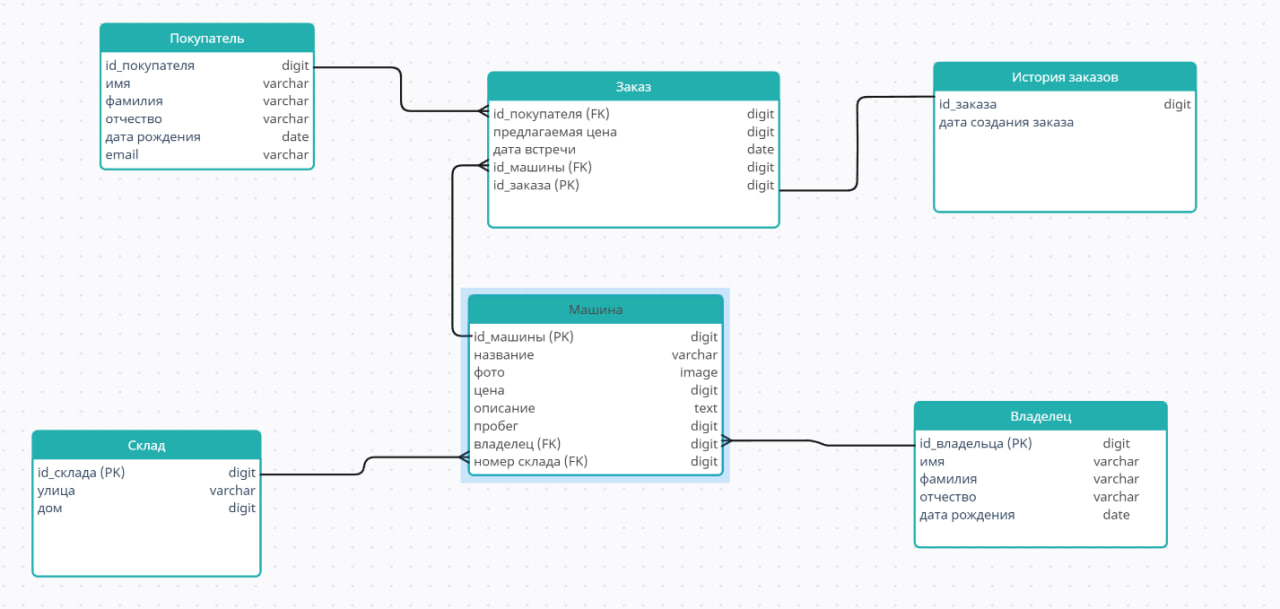 Покупатель
id_покупателя digit
имя varchar
фамилия varchar
отчество varchar
дата рождения date
email varchar
Заказ
id_покупателя (FK) digit
предлагаемая цена digit
дата встречи date
id_машины (FK) digit
id_заказа (PK) digit
История заказов
id_заказа digit
дата создания заказа
Машина
id_машины (PK) digit
название varchar
фото image
цена digit
описание text
пробег digit
владелец (FK) digit
номер склада (FK) digit
Склад
id_склада (PK) digit
улица varchar
дом digit
Владелец
id_владельца (PK) digit
имя varchar
фамилия varchar
отчество varchar
дата рождения date